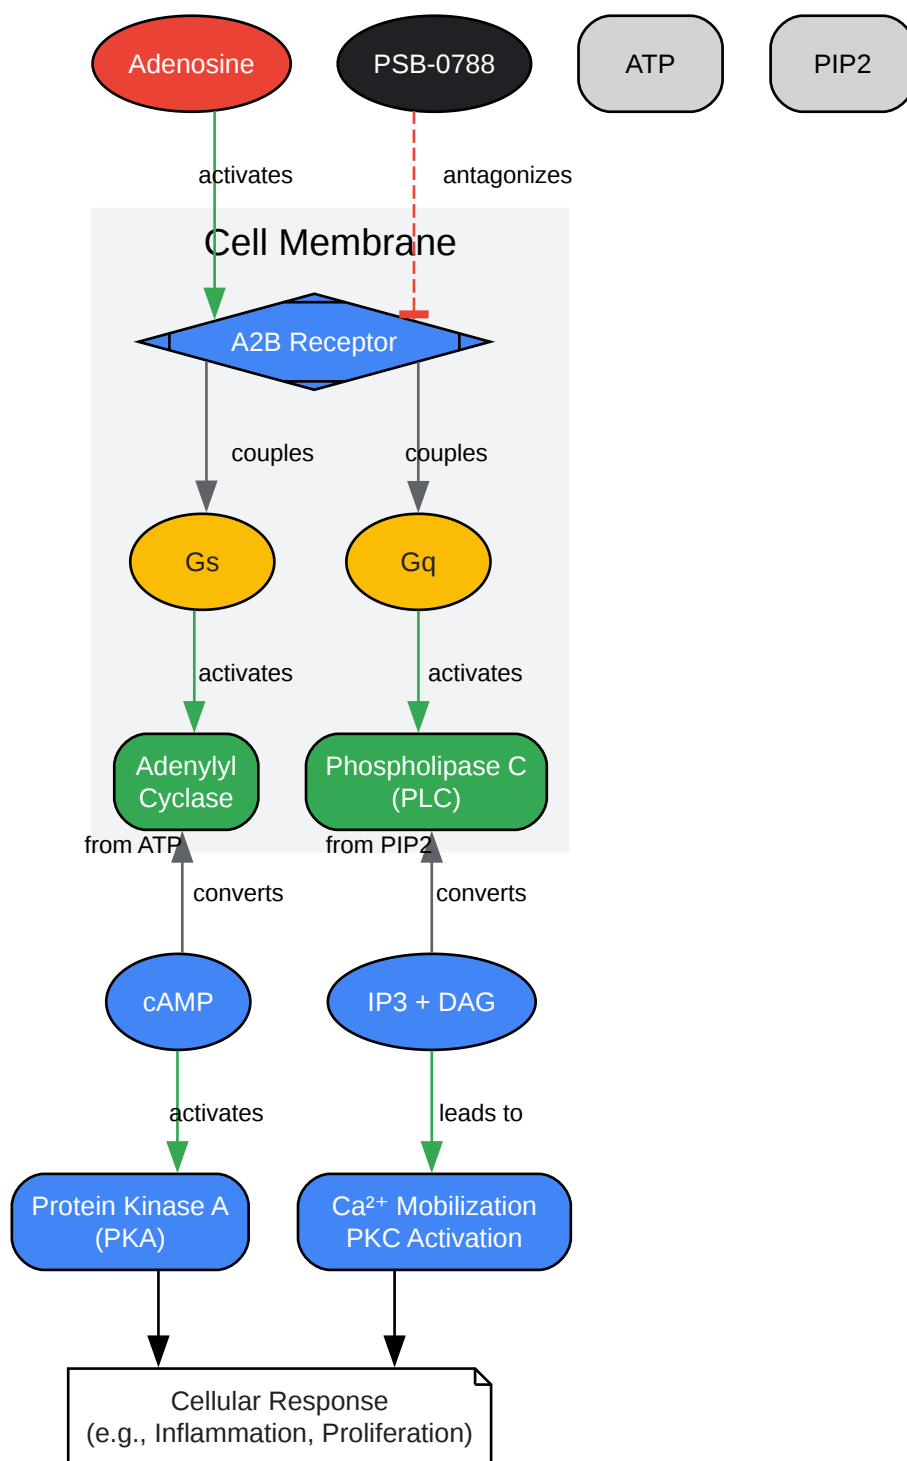 Adenosine
PSB-0788
ATP
PIP2
activates
antagonizes
Cell Membrane
A2B Receptor
couples
couples
Gs
Gq
activates
activates
Adenylyl
Cyclase
Phospholipase C
(PLC)
from ATP
from PIP2
converts
converts
cAMP
IP3 + DAG
activates
leads to
Protein Kinase A
(PKA)
Ca²⁺ Mobilization
PKC Activation
Cellular Response
(e.g., Inflammation, Proliferation)